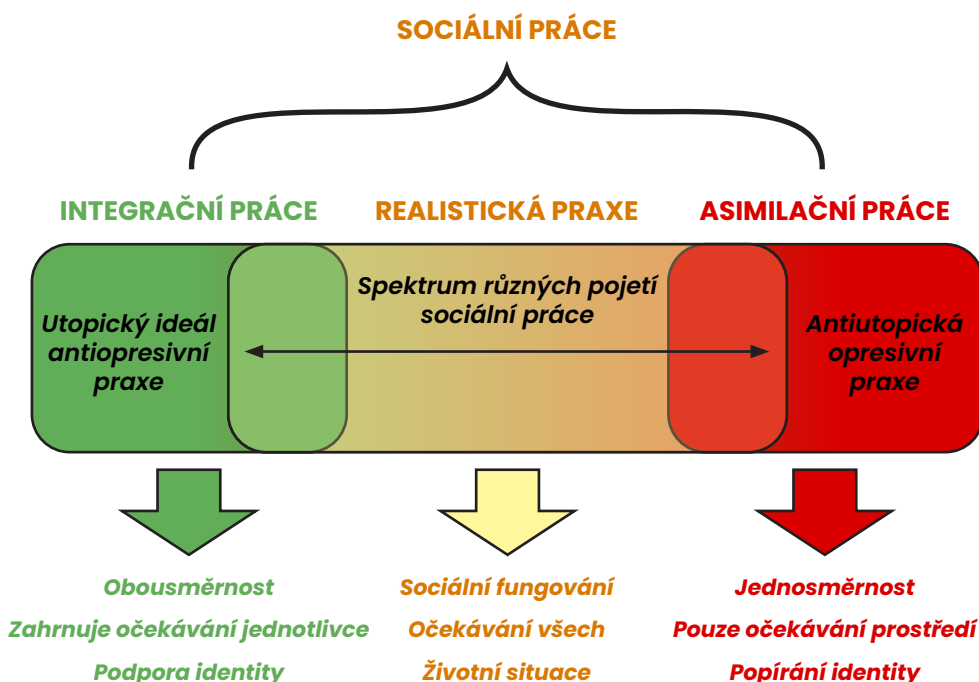 SOCIÁLNÍ PRÁCE
INTEGRAČNÍ PRÁCE
REALISTICKÁ PRAXE
ASIMILAČNÍ PRÁCE
Utopický ideál
antiopresivní
praxe
Spektrum různých pojetí
sociální práce
Antiutopická
opresivní
praxe
Obousměrnost
Zahrnuje očekávání jednotlivce
Podpora identity
Sociální fungování
Očekávání všech
Životní situace
Jednosměrnost
Pouze očekávání prostředí
Popírání identity